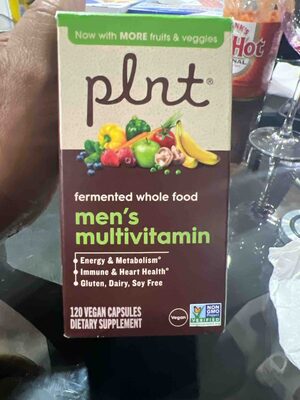 Now with MORE fruits & veggies
plnt®
fermented whole food
men's
multivitamin
Energy & Metabolism*
Immune & Heart Health*
Gluten, Dairy, Soy Free
120 VEGAN CAPSULES
DIETARY SUPPLEMENT
Vegan
NON
GMO
VERIFIED
Hot